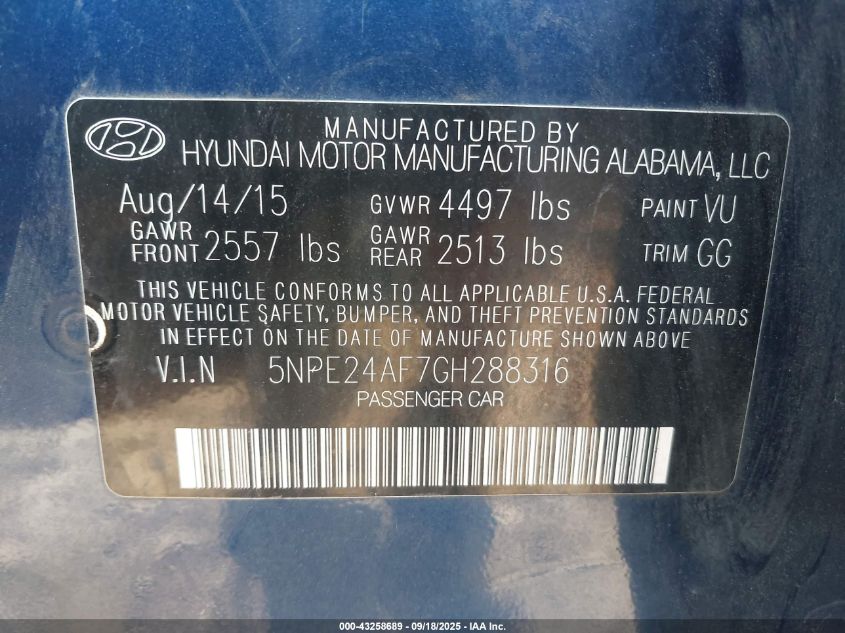 MANUFACTURED BY
HYUNDAI MOTOR MANUFACTURING ALABAMA, LLC
Aug/14/15 GVWR 4497 lbs PAINT VU
GAWR FRONT 2557 lbs GAWR REAR 2513 lbs TRIM GG
THIS VEHICLE CONFORMS TO ALL APPLICABLE U.S.A. FEDERAL
MOTOR VEHICLE SAFETY, BUMPER, AND THEFT PREVENTION STANDARDS
IN EFFECT ON THE DATE OF MANUFACTURE SHOWN ABOVE
V.I.N 5NPE24AF7GH288316
PASSENGER CAR
000-43258689 - 09/18/2025 - IAA Inc.